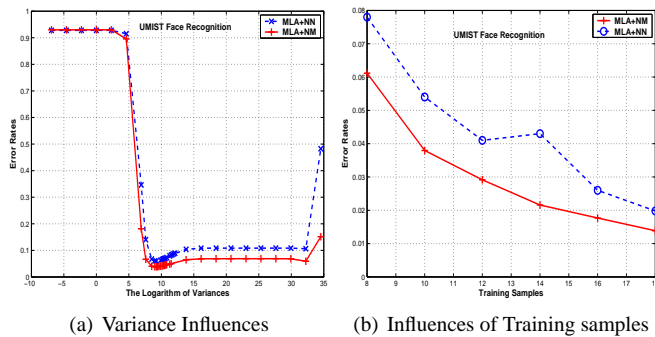 UMIST Face Recognition
MLA+NN
MLA+NM
Error Rates
1
0.9
0.8
0.7
0.6
0.5
0.4
0.3
0.2
0.1
0
−10 −5 0 5 10 15 20 25 30 35
The Logarithm of Variances
(a) Variance Influences
UMIST Face Recognition
MLA+NM
MLA+NN
Error Rates
0.08
0.07
0.06
0.05
0.04
0.03
0.02
0.01
0
8 9 10 11 12 13 14 15 16 17
Training Samples
(b) Influences of Training samples